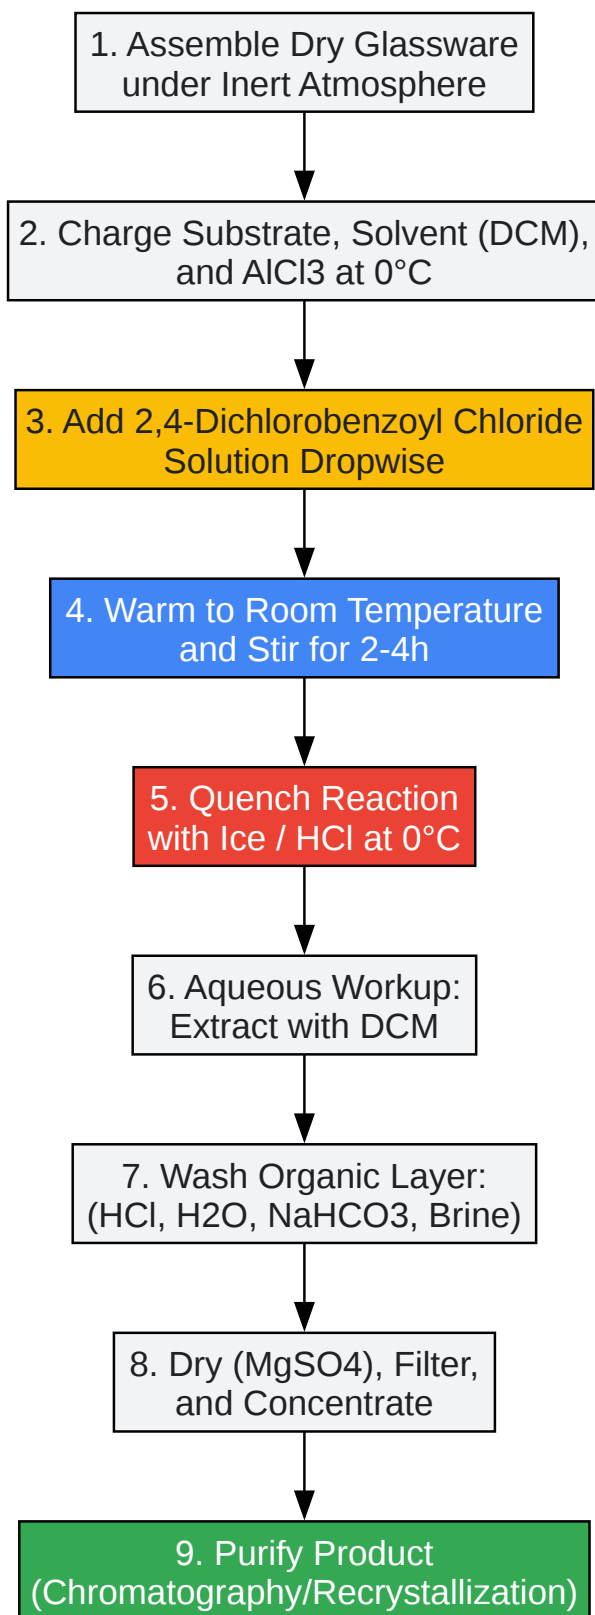 1. Assemble Dry Glassware
under Inert Atmosphere
2. Charge Substrate, Solvent (DCM),
and AlCl3 at 0°C
3. Add 2,4-Dichlorobenzoyl Chloride
Solution Dropwise
4. Warm to Room Temperature
and Stir for 2-4h
5. Quench Reaction
with Ice / HCl at 0°C
6. Aqueous Workup:
Extract with DCM
7. Wash Organic Layer:
(HCl, H2O, NaHCO3, Brine)
8. Dry (MgSO4), Filter,
and Concentrate
9. Purify Product
(Chromatography/Recrystallization)